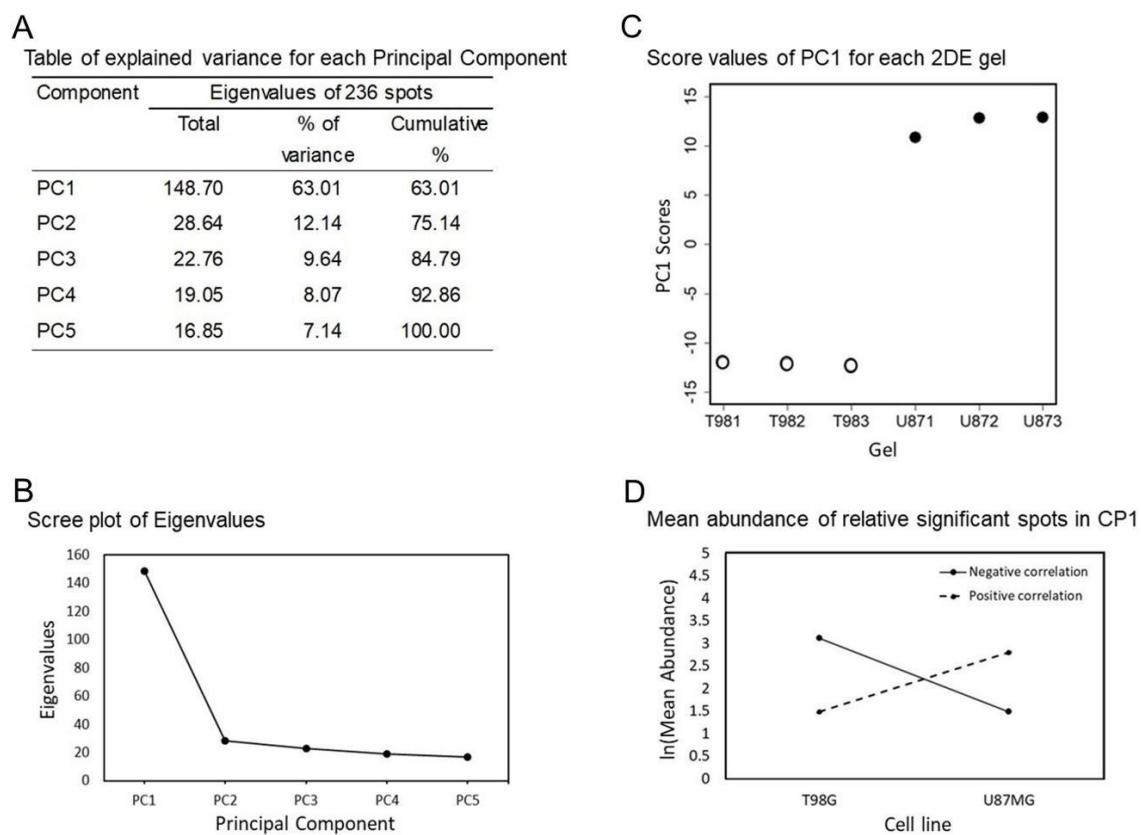 A
Table of explained variance for each Principal Component
Component Eigenvalues of 236 spots
Total % of variance Cumulative %
PC1 148.70 63.01 63.01
PC2 28.64 12.14 75.14
PC3 22.76 9.64 84.79
PC4 19.05 8.07 92.86
PC5 16.85 7.14 100.00
B
Scree plot of Eigenvalues
Eigenvalues
160
140
120
100
80
60
40
20
0
PC1 PC2 PC3 PC4 PC5
Principal Component
C
Score values of PC1 for each 2DE gel
PC1 Scores
15
10
5
0
-5
-10
-15
T981 T982 T983 U871 U872 U873
Gel
D
Mean abundance of relative significant spots in CP1
ln(Mean Abundance)
5
4.5
4
3.5
3
2.5
2
1.5
1
0.5
0
Negative correlation
Positive correlation
T98G U87MG
Cell line